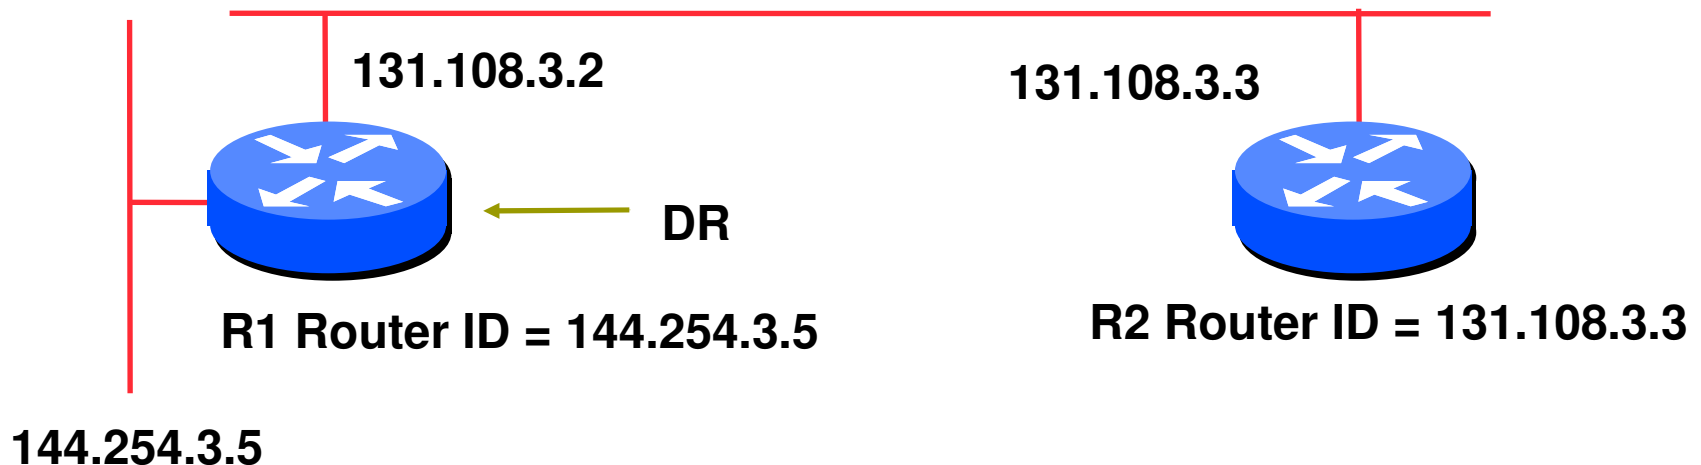 131.108.3.2
131.108.3.3
DR
R1 Router ID = 144.254.3.5
R2 Router ID = 131.108.3.3
144.254.3.5